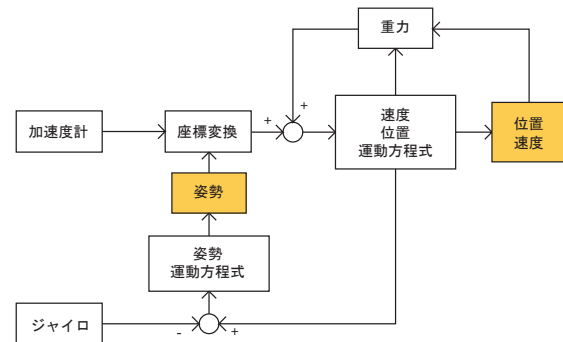 重力
+
+
加速度計
座標変換
速度
位置
運動方程式
位置
速度
姿勢
姿勢
運動方程式
ジャイロ
-
+